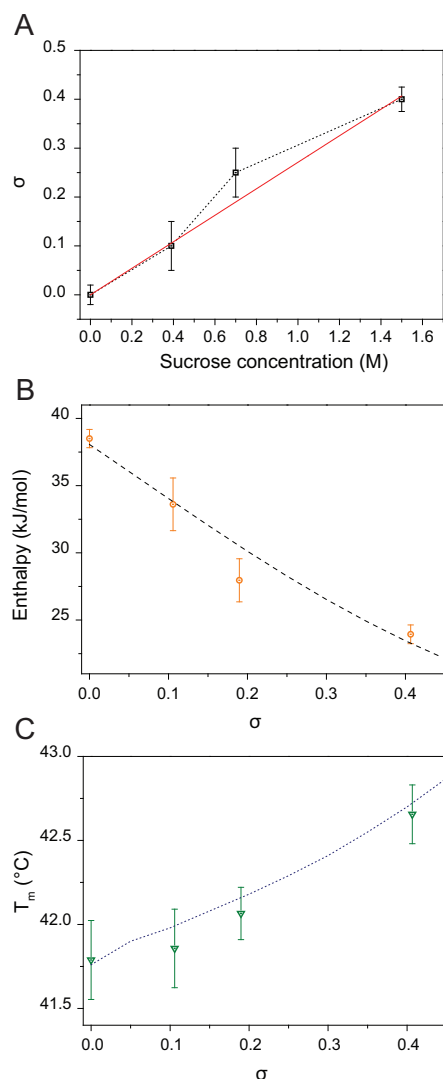 A
0.5
0.4
0.3
0.2
0.1
0.0
σ
0.0 0.2 0.4 0.6 0.8 1.0 1.2 1.4 1.6
Sucrose concentration (M)
B
40
35
30
25
Enthalpy (kJ/mol)
0.0 0.1 0.2 0.3 0.4
σ
C
43.0
42.5
42.0
41.5
Tm (°C)
0.0 0.1 0.2 0.3 0.4
σ